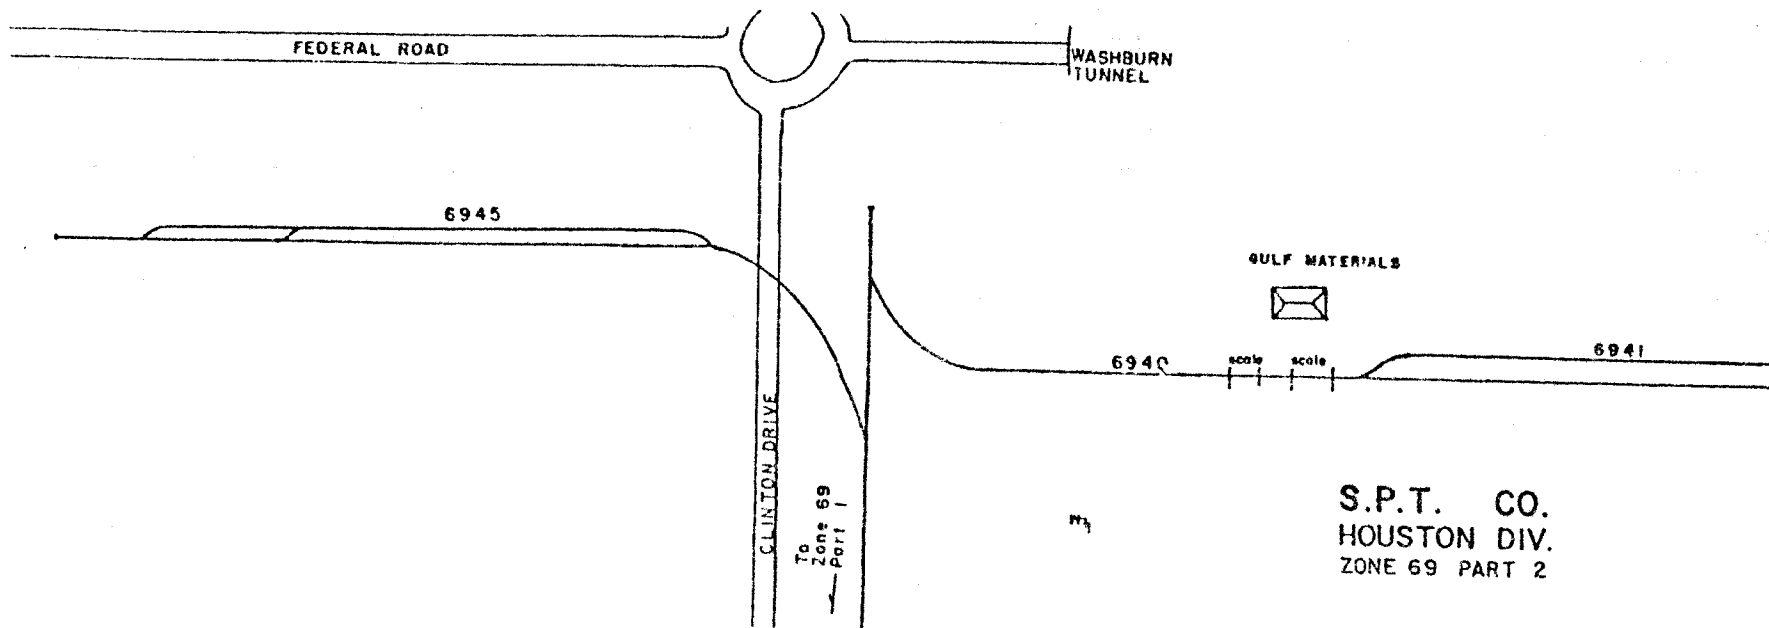 FEDERAL ROAD
WASHBURN
TUNNEL
6945
GULF MATERIALS
6940
scale
scale
6941
CLINTON DRIVE
To
Zone 69
Part 1
S.P.T. CO.
HOUSTON DIV.
ZONE 69 PART 2